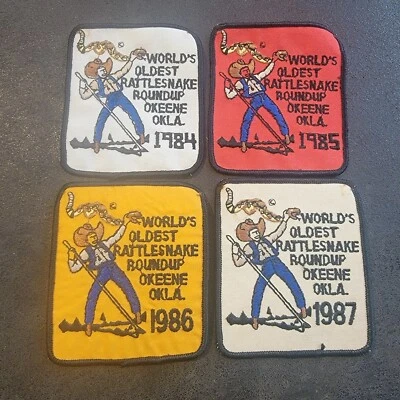 WORLD'S
OLDEST
RATTLESNAKE
ROUNDUP
OKEENE
OKLA.
1984
WORLD'S
OLDEST
RATTLESNAKE
ROUNDUP
OKEENE
OKLA.
1985
WORLD'S
OLDEST
RATTLESNAKE
ROUNDUP
OKEENE
OKLA.
1986
WORLD'S
OLDEST
RATTLESNAKE
ROUNDUP
OKEENE
OKLA.
1987